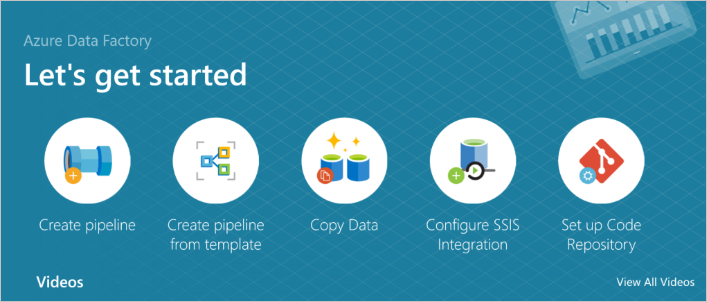 Azure Data Factory
Let's get started
Create pipeline
Create pipeline
from template
Copy Data
Configure SSIS
Integration
Set up Code
Repository
Videos
View All Videos